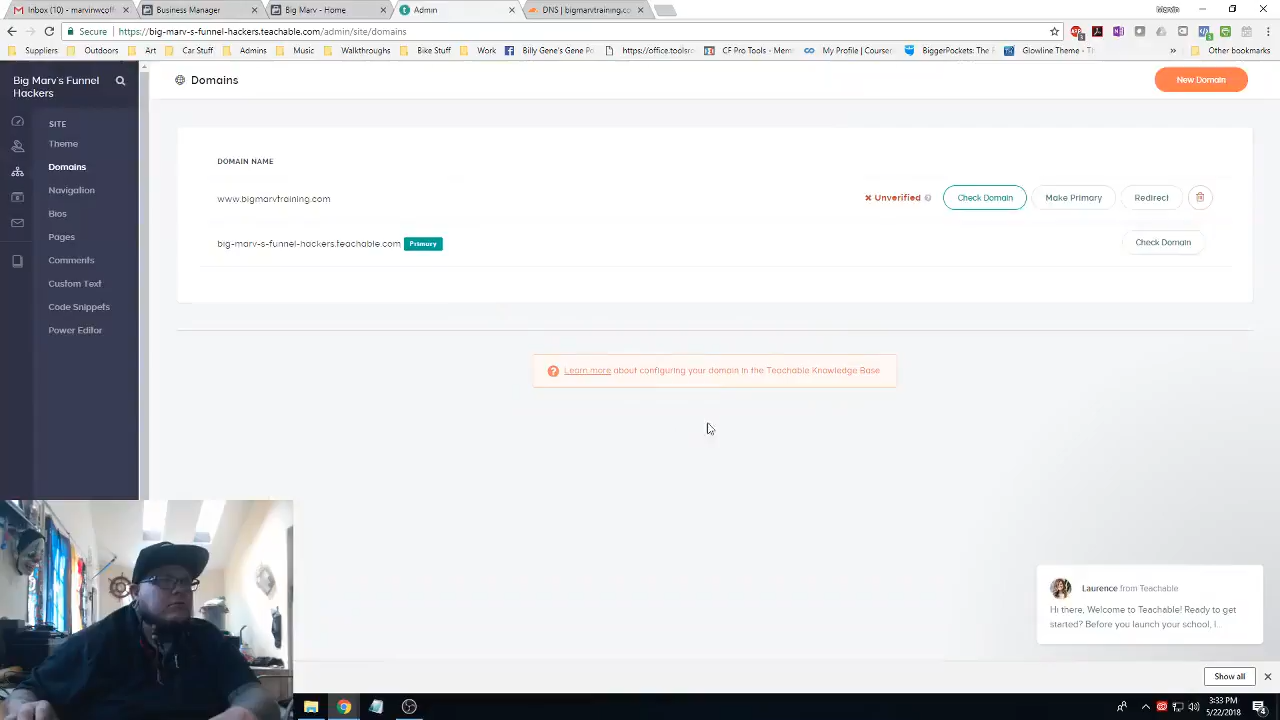 Inbox (10) - marvinwcoff
Business Manager
Big Marv - Home
Admin
DNS | bigmarvtraining.co
Secure
https://big-marv-s-funnel-hackers.teachable.com/admin/site/domains
Suppliers
Outdoors
Art
Music
Walkthroughs
Bike Stuff
Work
Billy Gene's Gene Po
CF Pro Tools - Mem
My Profile | Courser
BiggerPockets: The R
Glowline Theme - Tr
Other bookmarks
Big Marv's Funnel
Hackers
Domains
New Domain
SITE
Theme
Domains
Navigation
Bios
Pages
Comments
Custom Text
Code Snippets
Power Editor
DOMAIN NAME
www.bigmarvtraining.com
Unverified
Check Domain
Make Primary
Redirect
big-marv-s-funnel-hackers.teachable.com
Primary
Check Domain
Learn more about configuring your domain in the Teachable Knowledge Base
Laurence from Teachable
Hi there, Welcome to Teachable! Ready to get
started? Before you launch your school, I...
Show all
3:33 PM
5/22/2018